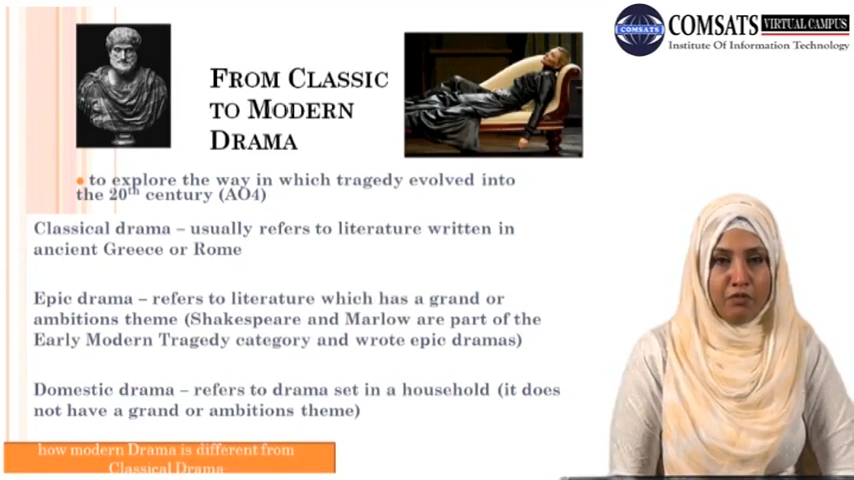 COMSATS VIRTUAL CAMPUS
Institute Of Information Technology
FROM CLASSIC
TO MODERN
DRAMA
to explore the way in which tragedy evolved into
the 20th century (AO4)
Classical drama – usually refers to literature written in
ancient Greece or Rome
Epic drama – refers to literature which has a grand or
ambitions theme (Shakespeare and Marlow are part of the
Early Modern Tragedy category and wrote epic dramas)
Domestic drama – refers to drama set in a household (it does
not have a grand or ambitions theme)
how modern Drama is different from
Classical Drama